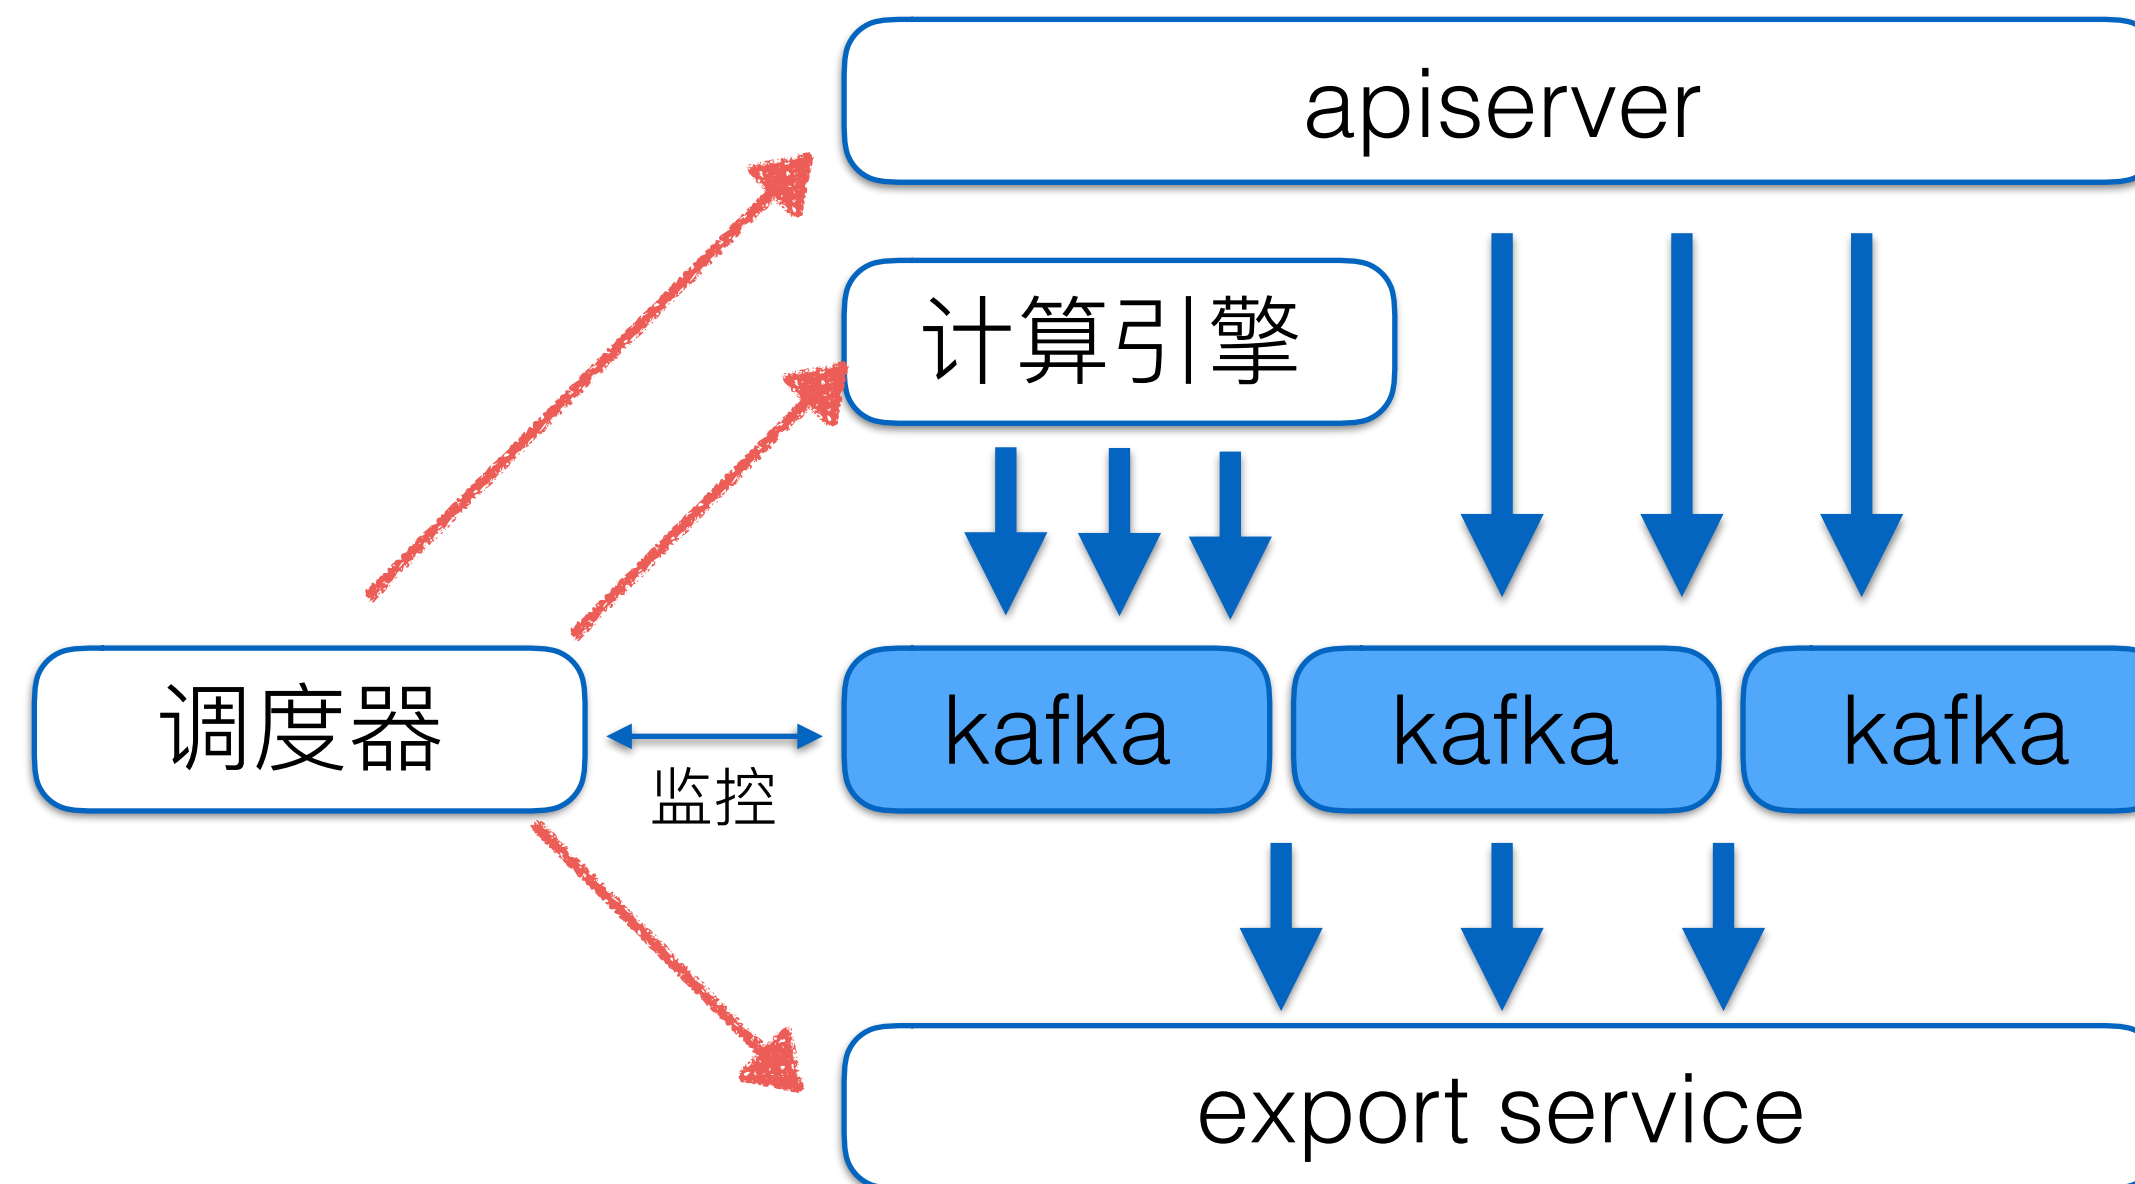 apiserver
计算引擎
调度器
监控
kafka
kafka
kafka
export service